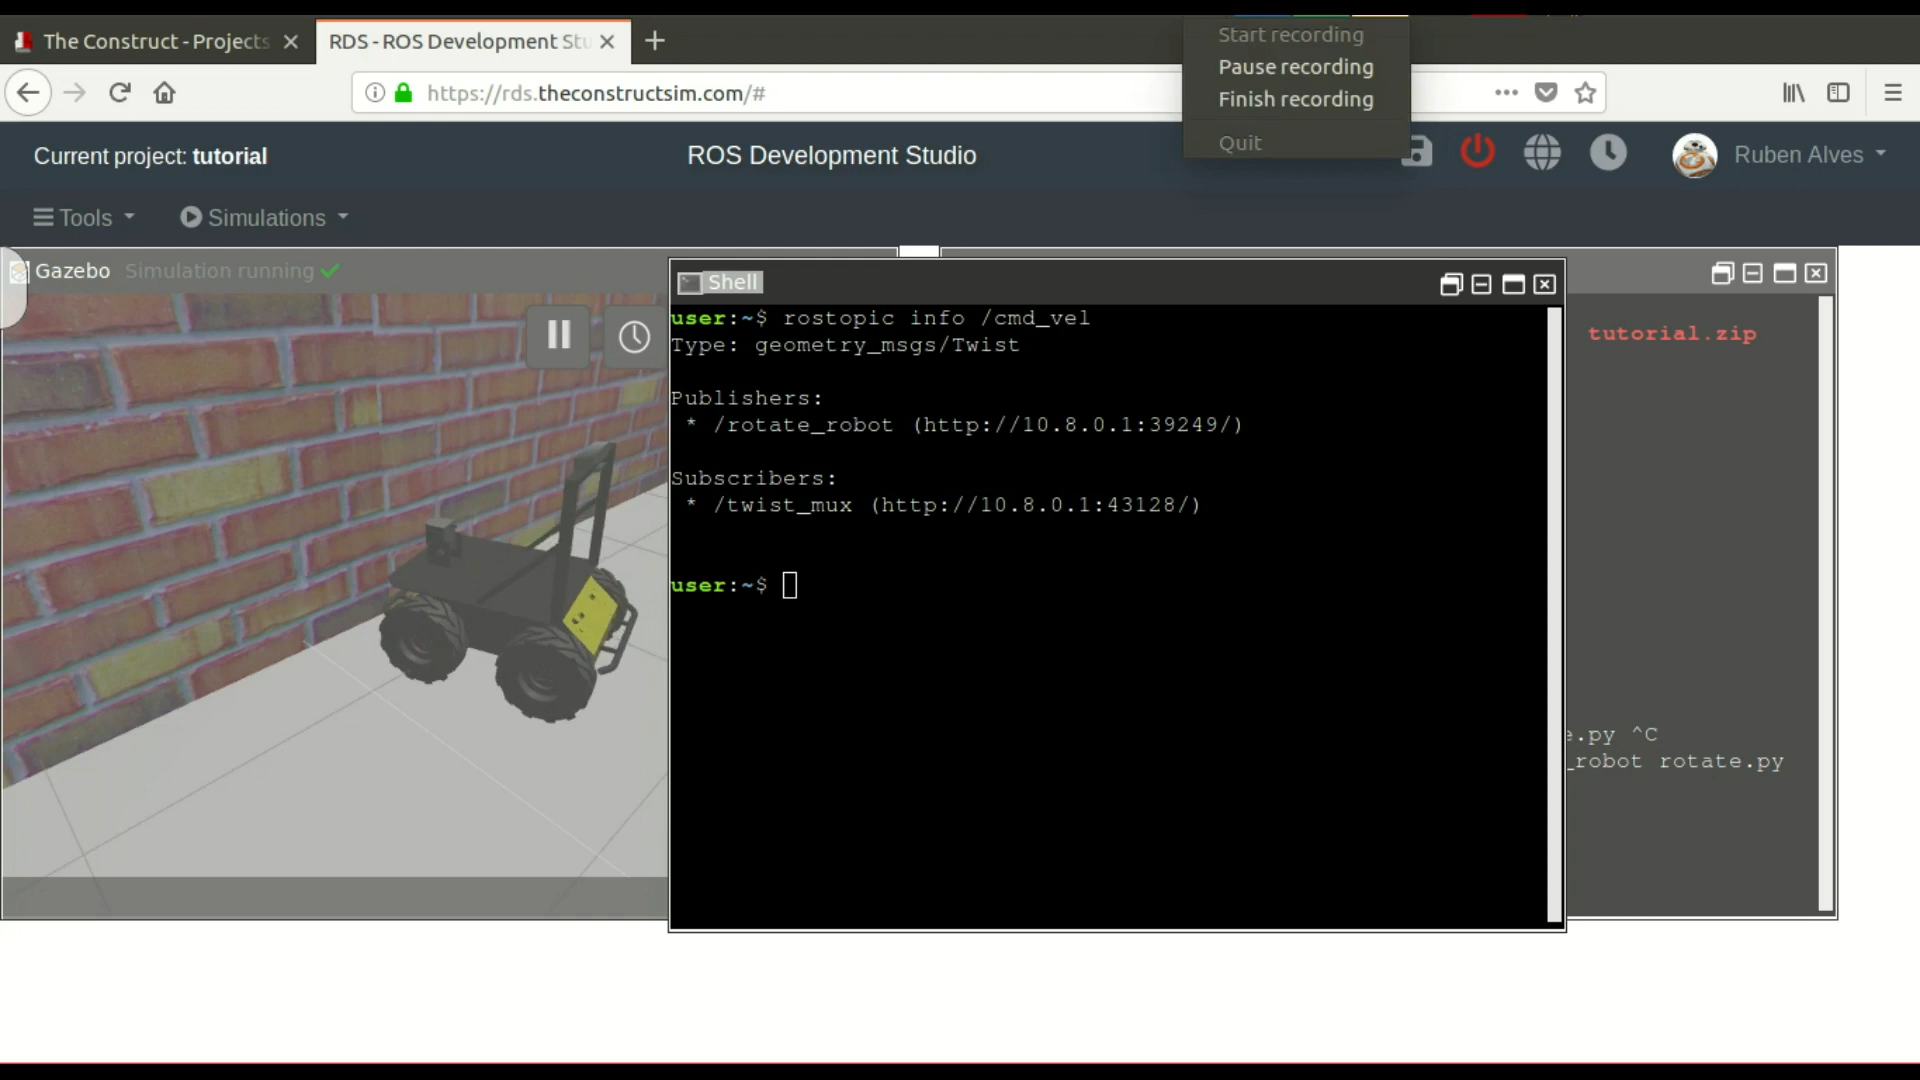 The Construct - Projects
RDS - ROS Development Stu
https://rds.theconstructsim.com/#
Start recording
Pause recording
Finish recording
Quit
Current project: tutorial
ROS Development Studio
Ruben Alves
Tools
Simulations
Gazebo Simulation running
Shell
user:~$ rostopic info /cmd_vel
Type: geometry_msgs/Twist
Publishers:
* /rotate_robot (http://10.8.0.1:39249/)
Subscribers:
* /twist_mux (http://10.8.0.1:43128/)
user:~$
tutorial.zip
e.py ^C
_robot rotate.py